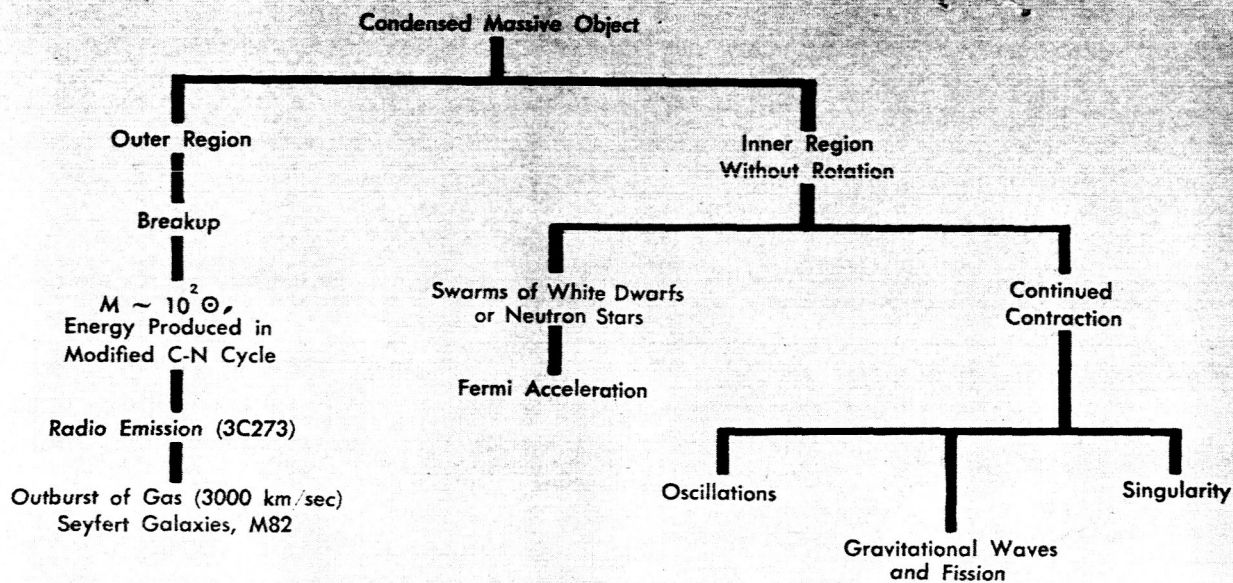 Condensed Massive Object
Outer Region
Breakup
M ~ 10² ⊙,
Energy Produced in
Modified C-N Cycle
Radio Emission (3C273)
Outburst of Gas (3000 km/sec)
Seyfert Galaxies, M82
Inner Region
Without Rotation
Swarms of White Dwarfs
or Neutron Stars
Fermi Acceleration
Continued
Contraction
Oscillations
Gravitational Waves
and Fission
Singularity